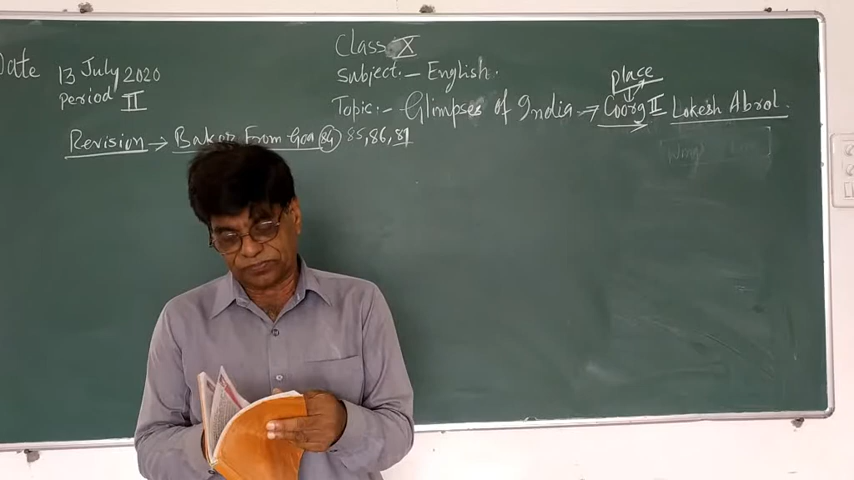 Date 13 July 2020
Period II
Class X
Subject :- English.
Topic :- Glimpses of India → Coorg II - Lokesh Abrol.
place
Revision → Baker From Goa 84 85, 86, 87